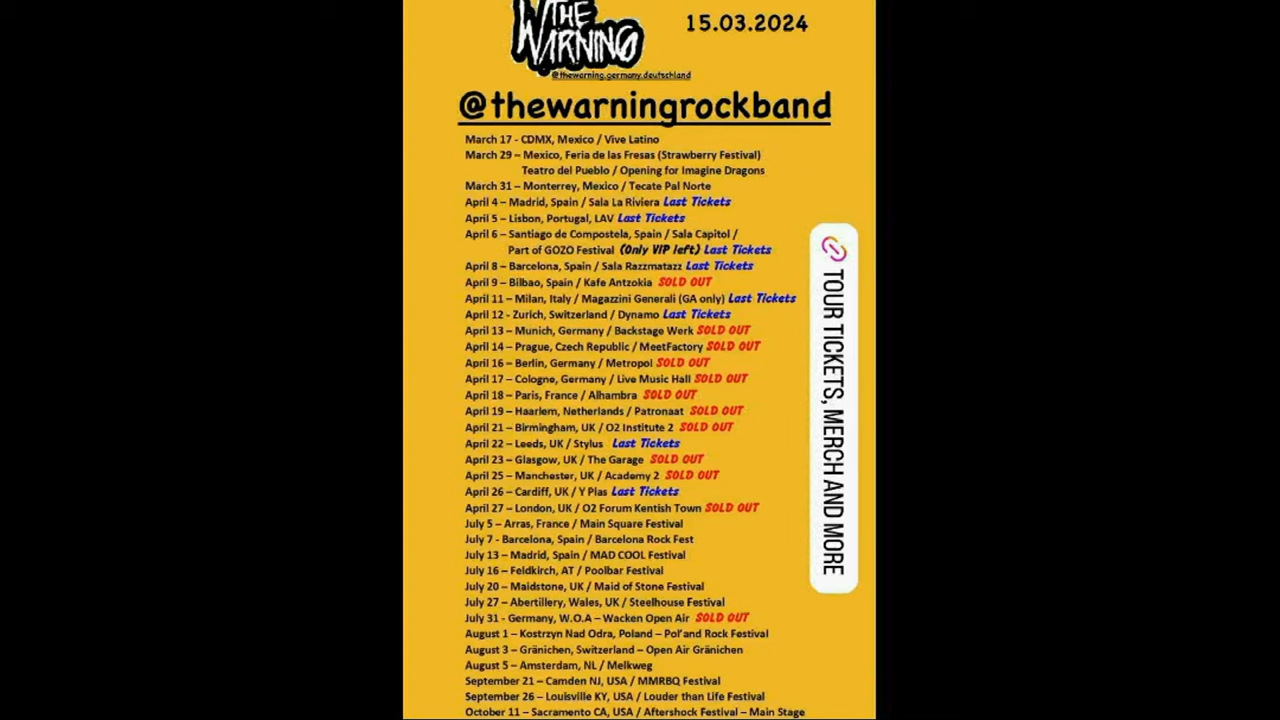 THE WARNING
15.03.2024
@thewarning.germany.deutschland
@thewarningrockband
March 17 - CDMX, Mexico / Vive Latino
March 29 – Mexico, Feria de las Fresas (Strawberry Festival)
Teatro del Pueblo / Opening for Imagine Dragons
March 31 – Monterrey, Mexico / Tecate Pal Norte
April 4 – Madrid, Spain / Sala La Riviera Last Tickets
April 5 – Lisbon, Portugal, LAV Last Tickets
April 6 – Santiago de Compostela, Spain / Sala Capitol /
Part of GOZO Festival (Only VIP left) Last Tickets
April 8 – Barcelona, Spain / Sala Razzmatazz Last Tickets
April 9 – Bilbao, Spain / Kafe Antzokia SOLD OUT
April 11 – Milan, Italy / Magazzini Generali (GA only) Last Tickets
April 12 - Zurich, Switzerland / Dynamo Last Tickets
April 13 – Munich, Germany / Backstage Werk SOLD OUT
April 14 – Prague, Czech Republic / MeetFactory SOLD OUT
April 16 – Berlin, Germany / Metropol SOLD OUT
April 17 – Cologne, Germany / Live Music Hall SOLD OUT
April 18 – Paris, France / Alhambra SOLD OUT
April 19 – Haarlem, Netherlands / Patronaat SOLD OUT
April 21 – Birmingham, UK / O2 Institute 2 SOLD OUT
April 22 – Leeds, UK / Stylus Last Tickets
April 23 – Glasgow, UK / The Garage SOLD OUT
April 25 – Manchester, UK / Academy 2 SOLD OUT
April 26 – Cardiff, UK / Y Plas Last Tickets
April 27 – London, UK / O2 Forum Kentish Town SOLD OUT
July 5 – Arras, France / Main Square Festival
July 7 - Barcelona, Spain / Barcelona Rock Fest
July 13 – Madrid, Spain / MAD COOL Festival
July 16 – Feldkirch, AT / Poolbar Festival
July 20 – Maidstone, UK / Maid of Stone Festival
July 27 – Abertillery, Wales, UK / Steelhouse Festival
July 31 - Germany, W.O.A – Wacken Open Air SOLD OUT
August 1 – Kostrzyn Nad Odra, Poland – Pol'and Rock Festival
August 3 – Gränichen, Switzerland – Open Air Gränichen
August 5 – Amsterdam, NL / Melkweg
September 21 – Camden NJ, USA / MMRBQ Festival
September 26 – Louisville KY, USA / Louder than Life Festival
October 11 – Sacramento CA, USA / Aftershock Festival – Main Stage
TOUR TICKETS, MERCH AND MORE